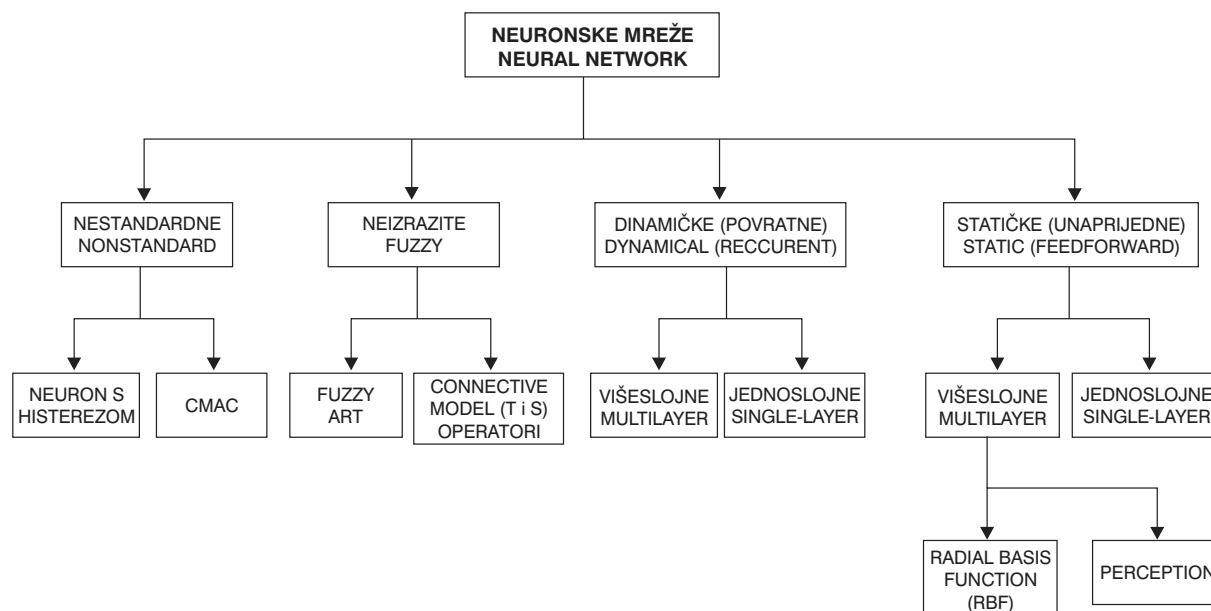 NEURONSKE MREŽE
NEURAL NETWORK
NESTANDARDNE
NONSTANDARD
NEIZRAZITE
FUZZY
DINAMIČKE (POVRATNE)
DYNAMICAL (RECCURENT)
STATIČKE (UNAPRIJEDNE)
STATIC (FEEDFORWARD)
NEURON S
HISTEREZOM
CMAC
FUZZY
ART
CONNECTIVE
MODEL (T i S)
OPERATORI
VIŠESLOJNE
MULTILAYER
JEDNOSLOJNE
SINGLE-LAYER
VIŠESLOJNE
MULTILAYER
JEDNOSLOJNE
SINGLE-LAYER
RADIAL BASIS
FUNCTION
(RBF)
PERCEPTION